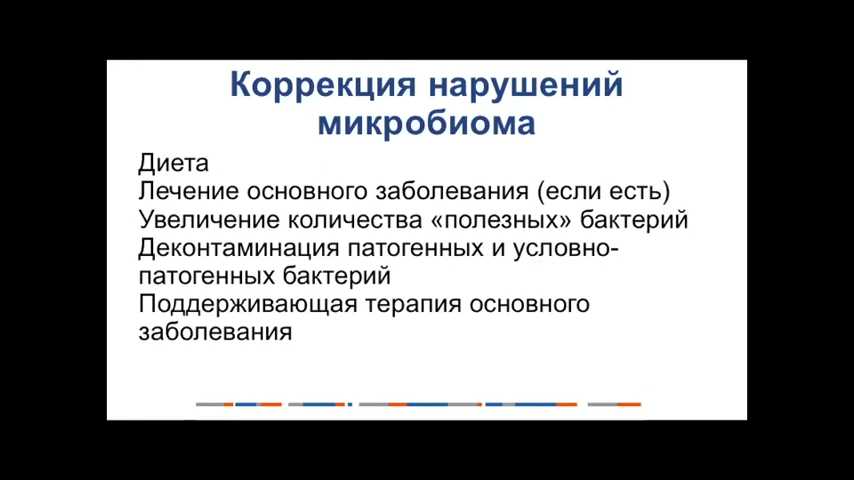 Коррекция нарушений
микробиома
Диета
Лечение основного заболевания (если есть)
Увеличение количества «полезных» бактерий
Деконтаминация патогенных и условно-
патогенных бактерий
Поддерживающая терапия основного
заболевания